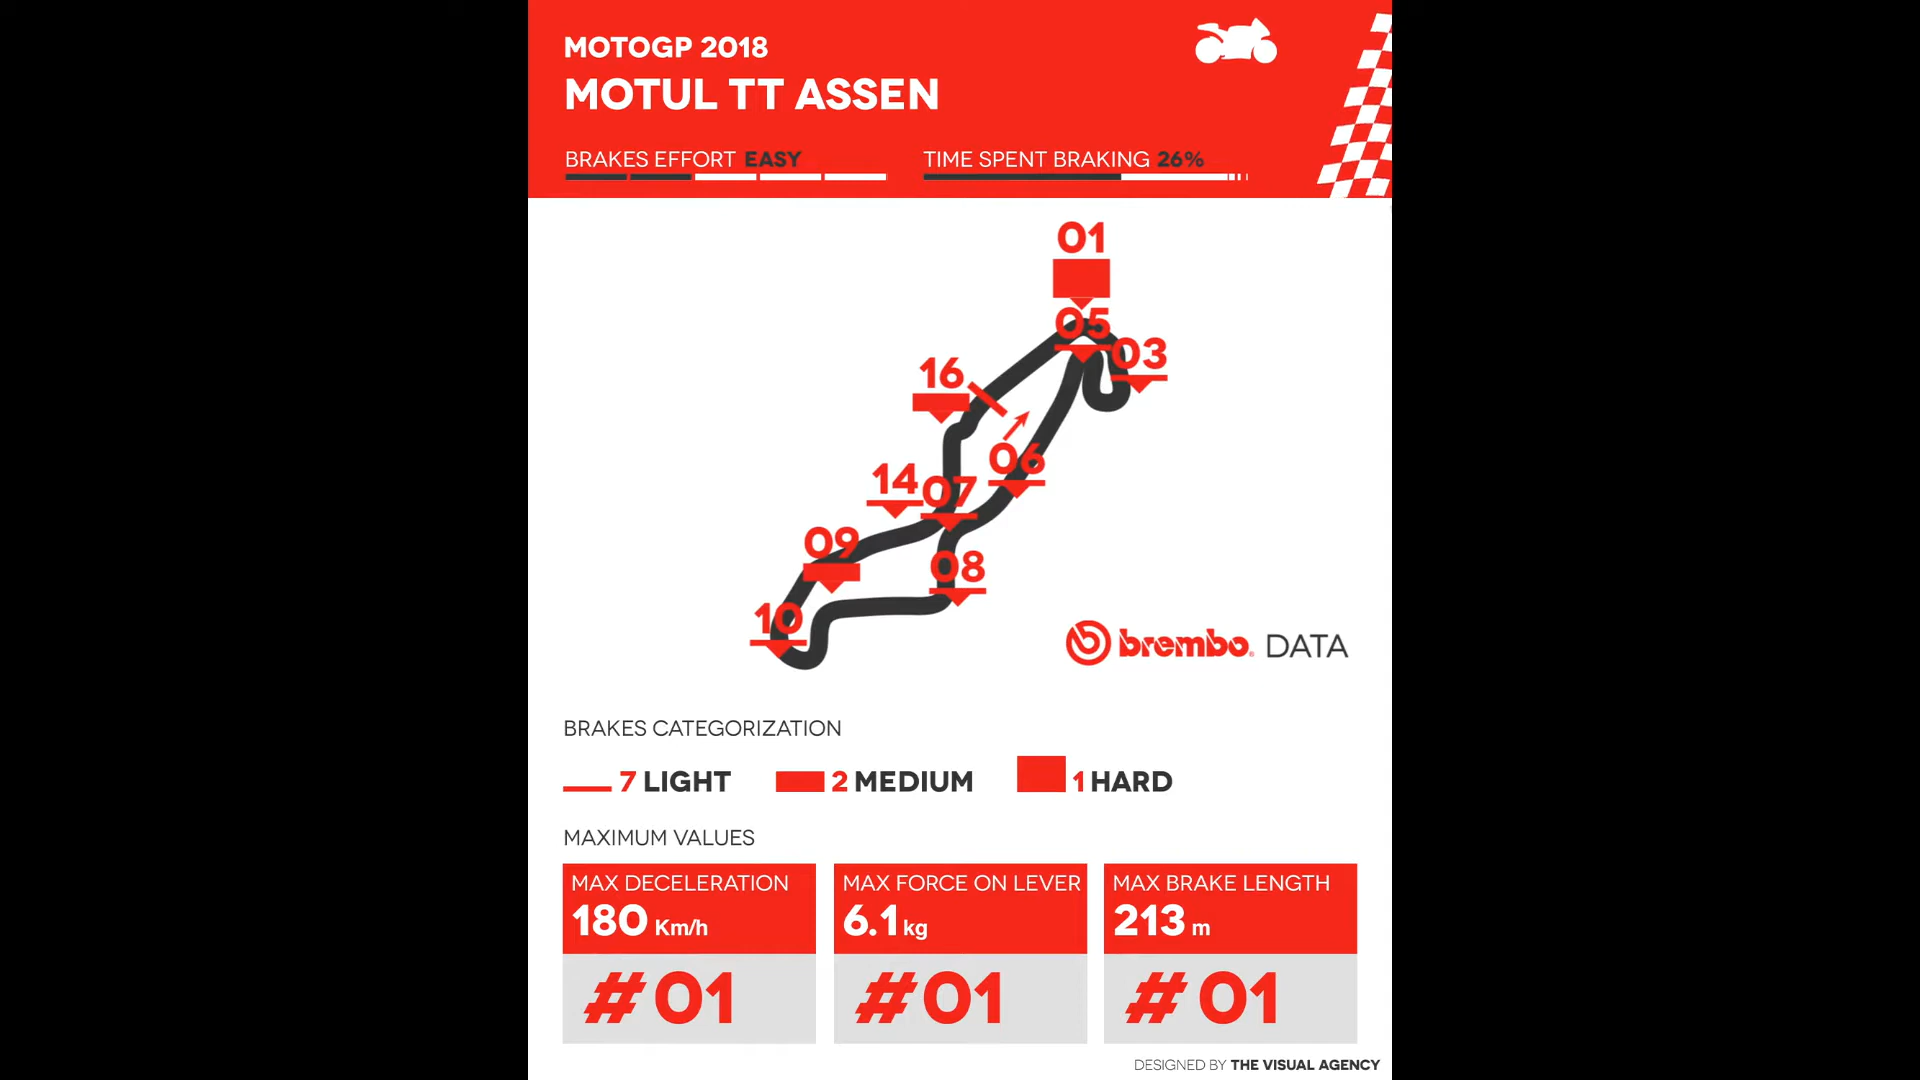 MOTOGP 2018
MOTUL TT ASSEN
BRAKES EFFORT EASY
TIME SPENT BRAKING 26%
01
05
03
16
06
14
07
09
08
10
brembo DATA
BRAKES CATEGORIZATION
7 LIGHT
2 MEDIUM
1 HARD
MAXIMUM VALUES
MAX DECELERATION
180 Km/h
#01
MAX FORCE ON LEVER
6.1 kg
#01
MAX BRAKE LENGTH
213 m
#01
DESIGNED BY THE VISUAL AGENCY